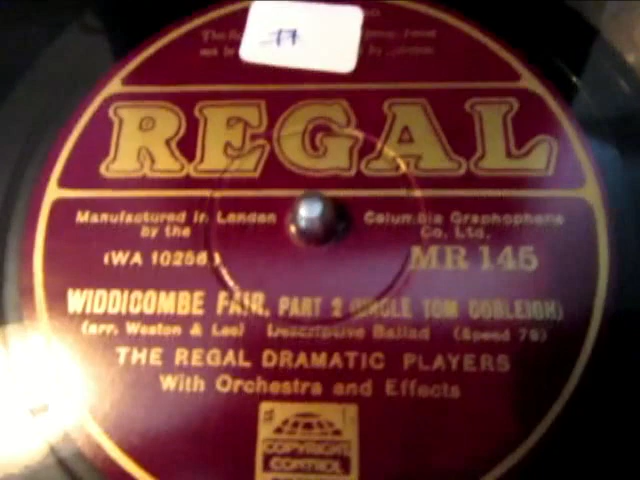 #
REGAL
Manufactured in London by the
Columbia Graphophone Co. Ltd.
(WA 10256)
MR 145
WIDDICOMBE FAIR. PART 2 (UNCLE TOM COBLEIGH)
(arr. Weston & Lee) Descriptive Ballad (Speed 78)
THE REGAL DRAMATIC PLAYERS
With Orchestra and Effects
COPYRIGHT
CONTROL